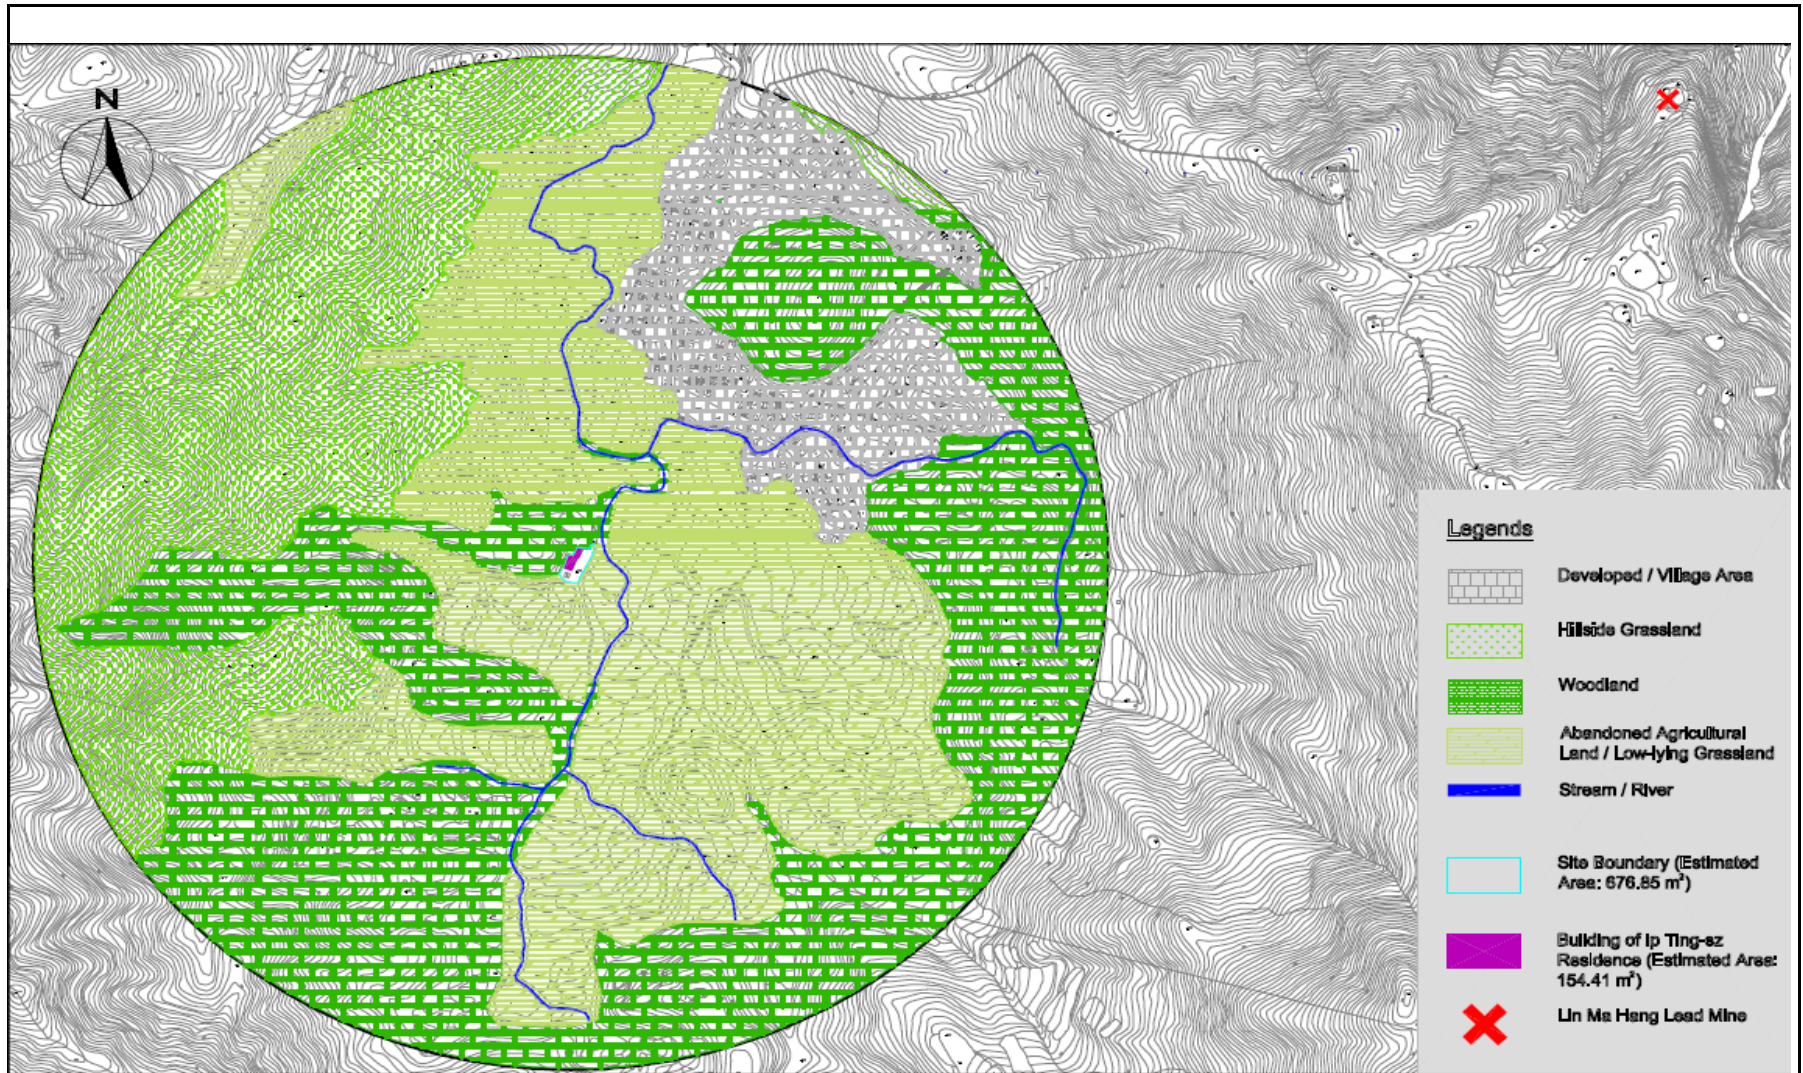 N
Legends
Developed / Village Area
Hillside Grassland
Woodland
Abandoned Agricultural
Land / Low-lying Grassland
Stream / River
Site Boundary (Estimated
Area: 676.85 m²)
Building of Ip Ting-sz
Residence (Estimated Area:
154.41 m²)
Lin Ma Hang Lead Mine